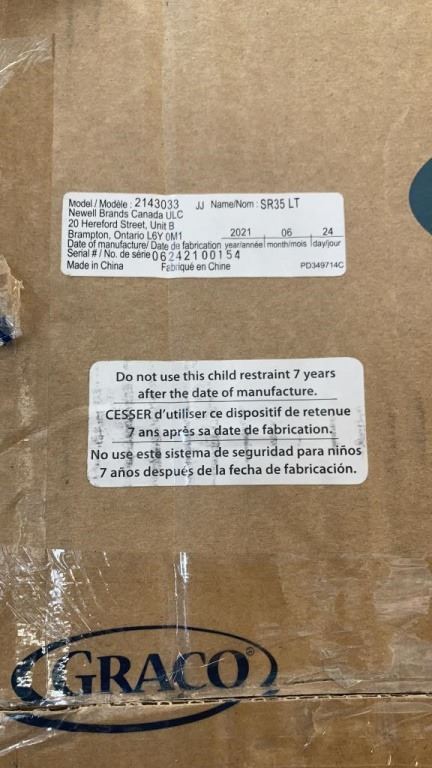 Model / Modèle : 2143033 JJ Name/Nom : SR35 LT
Newell Brands Canada ULC
20 Hereford Street, Unit B
Brampton, Ontario L6Y 0M1 2021 06 24
Date of manufacture/ Date de fabrication year/année month/mois day/jour
Serial # / No. de série 06242100154
Made in China Fabriqué en Chine PD349714C
Do not use this child restraint 7 years
after the date of manufacture.
CESSER d'utiliser ce dispositif de retenue
7 ans après sa date de fabrication.
No use este sistema de seguridad para niños
7 años después de la fecha de fabricación.
GRACO®